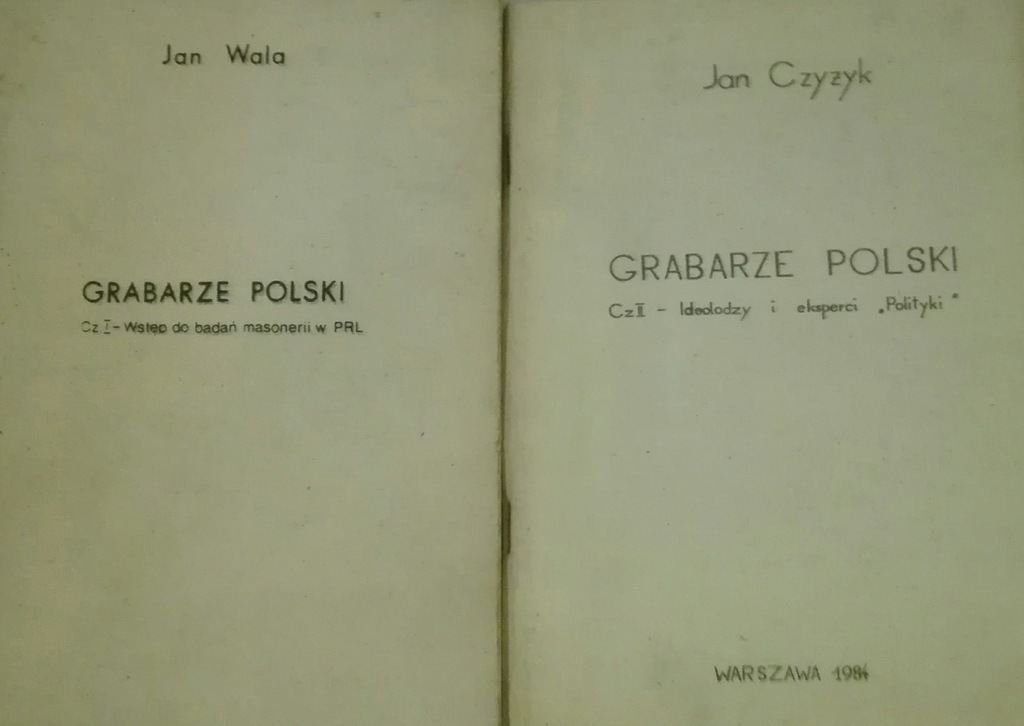 Jan Wala
GRABARZE POLSKI
Cz I - Wstęp do badań masonerii w PRL
Jan Czyżyk
GRABARZE POLSKI
Cz II - Ideolodzy i eksperci „Polityki"
WARSZAWA 1984